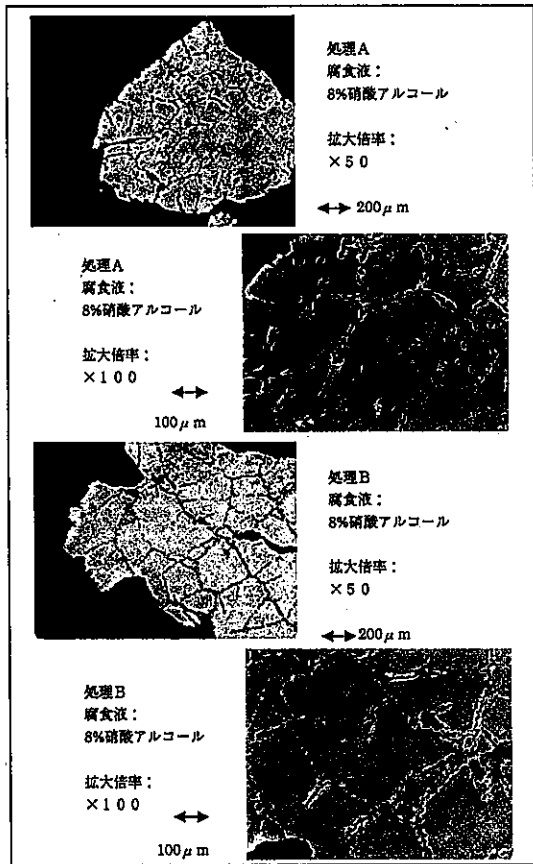 処理A
腐食液：
8%硝酸アルコール
拡大倍率：
×５０
200μm
処理A
腐食液：
8%硝酸アルコール
拡大倍率：
×１００
100μm
処理B
腐食液：
8%硝酸アルコール
拡大倍率：
×５０
200μm
処理B
腐食液：
8%硝酸アルコール
拡大倍率：
×１００
100μm